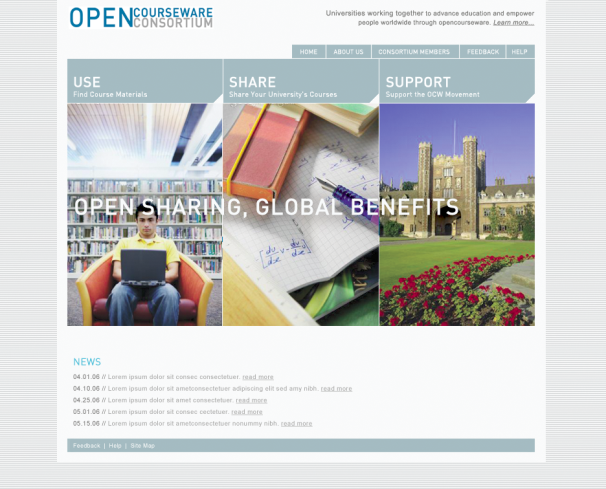 OPENCOURSEWARE
CONSORTIUM
Universities working together to advance education and empower
people worldwide through opencourseware. Learn more...
HOME
ABOUT US
CONSORTIUM MEMBERS
FEEDBACK
HELP
USE
Find Course Materials
SHARE
Share Your University's Courses
SUPPORT
Support the OCW Movement
OPEN SHARING, GLOBAL BENEFITS
NEWS
04.01.06 // Lorem ipsum dolor sit consec consectetuer. read more
04.10.06 // Lorem ipsum dolor sit ametconsectetuer adipiscing elit sed amy nibh. read more
04.25.06 // Lorem ipsum dolor sit amet consectetuer. read more
05.01.06 // Lorem ipsum dolor sit consec cectetuer. read more
05.15.06 // Lorem ipsum dolor sit ametconsectetuer nonummy nibh. read more
Feedback | Help | Site Map